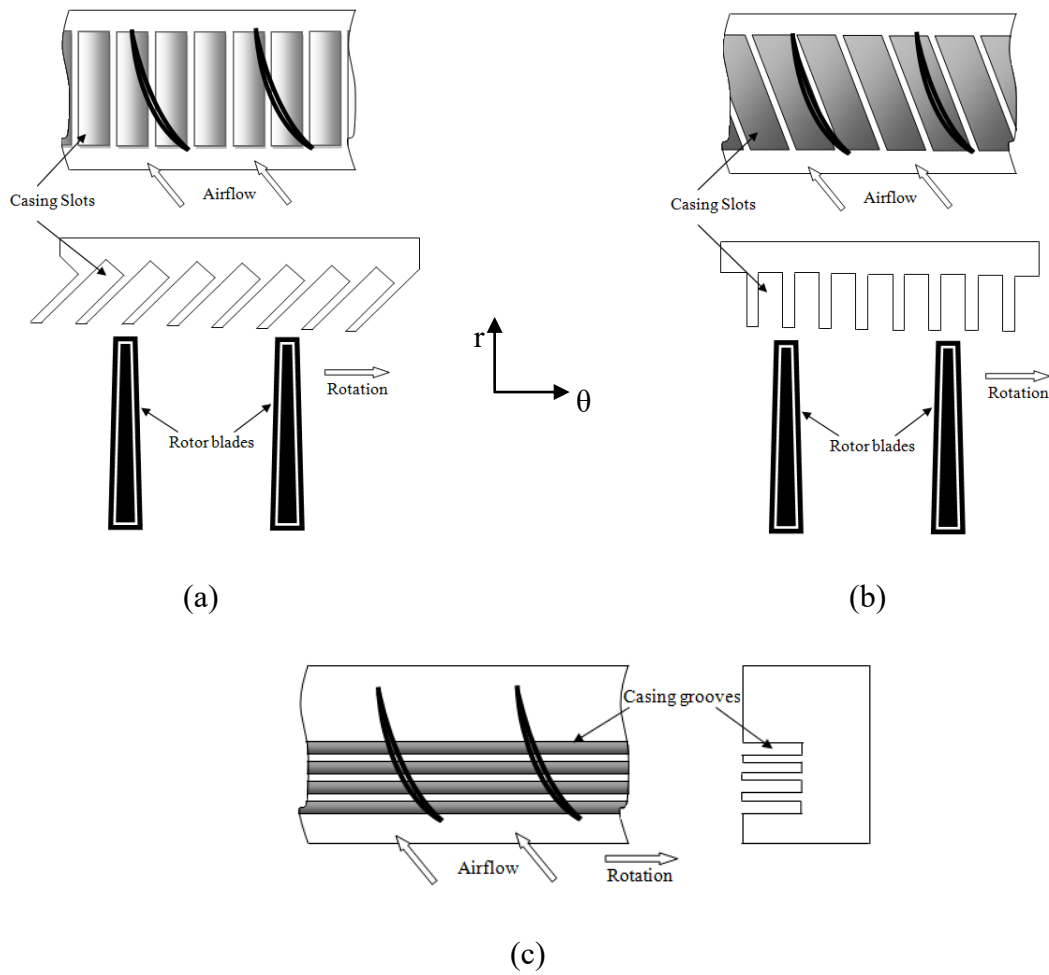 Airflow
Casing Slots
Rotation
Rotor blades
(a)
r
θ
Airflow
Casing Slots
Rotation
Rotor blades
(b)
Casing grooves
Airflow
Rotation
(c)